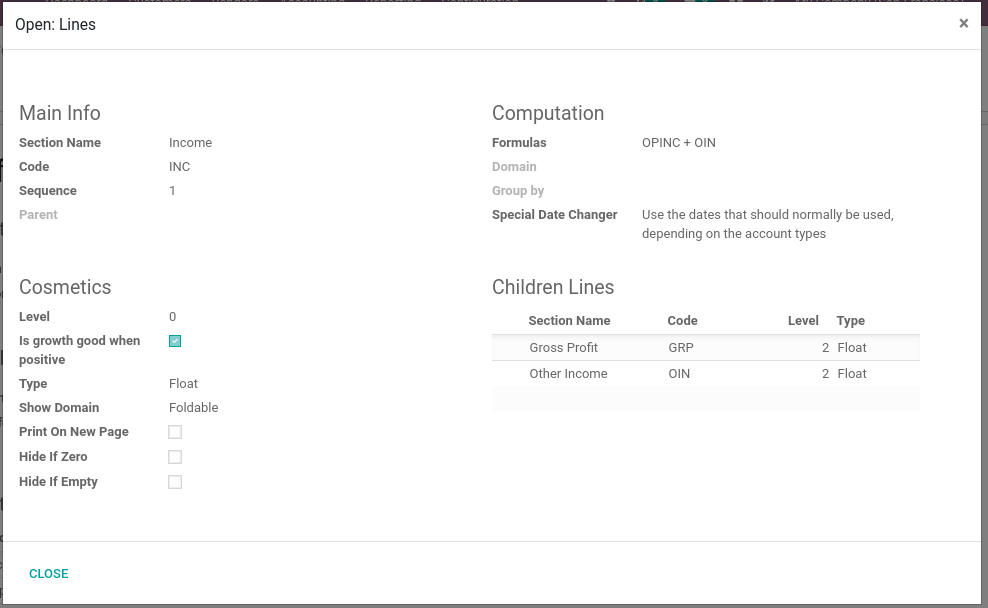 Open: Lines
×
Main Info
Section Name Income
Code INC
Sequence 1
Parent
Computation
Formulas OPINC + OIN
Domain
Group by
Special Date Changer Use the dates that should normally be used,
depending on the account types
Cosmetics
Level 0
Is growth good when
positive
Type Float
Show Domain Foldable
Print On New Page
Hide If Zero
Hide If Empty
Children Lines
Section Name Code Level Type
Gross Profit GRP 2 Float
Other Income OIN 2 Float
CLOSE